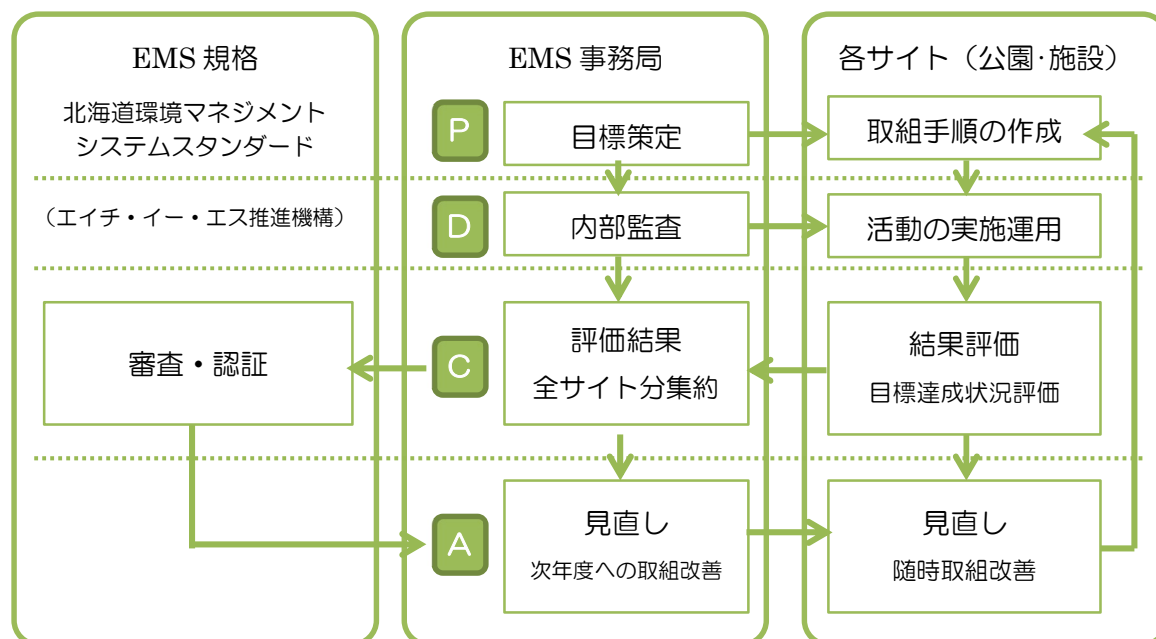 EMS 規格
北海道環境マネジメント
システムスタンダード
（エイチ・イー・エス推進機構）
審査・認証
EMS 事務局
P
目標策定
D
内部監査
C
評価結果
全サイト分集約
A
見直し
次年度への取組改善
各サイト（公園･施設）
取組手順の作成
活動の実施運用
結果評価
目標達成状況評価
見直し
随時取組改善